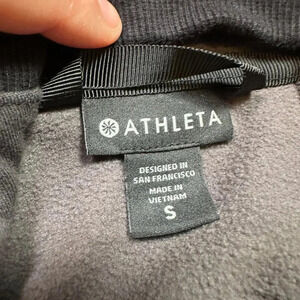 ATHLETA
DESIGNED IN
SAN FRANCISCO
MADE IN
VIETNAM
S